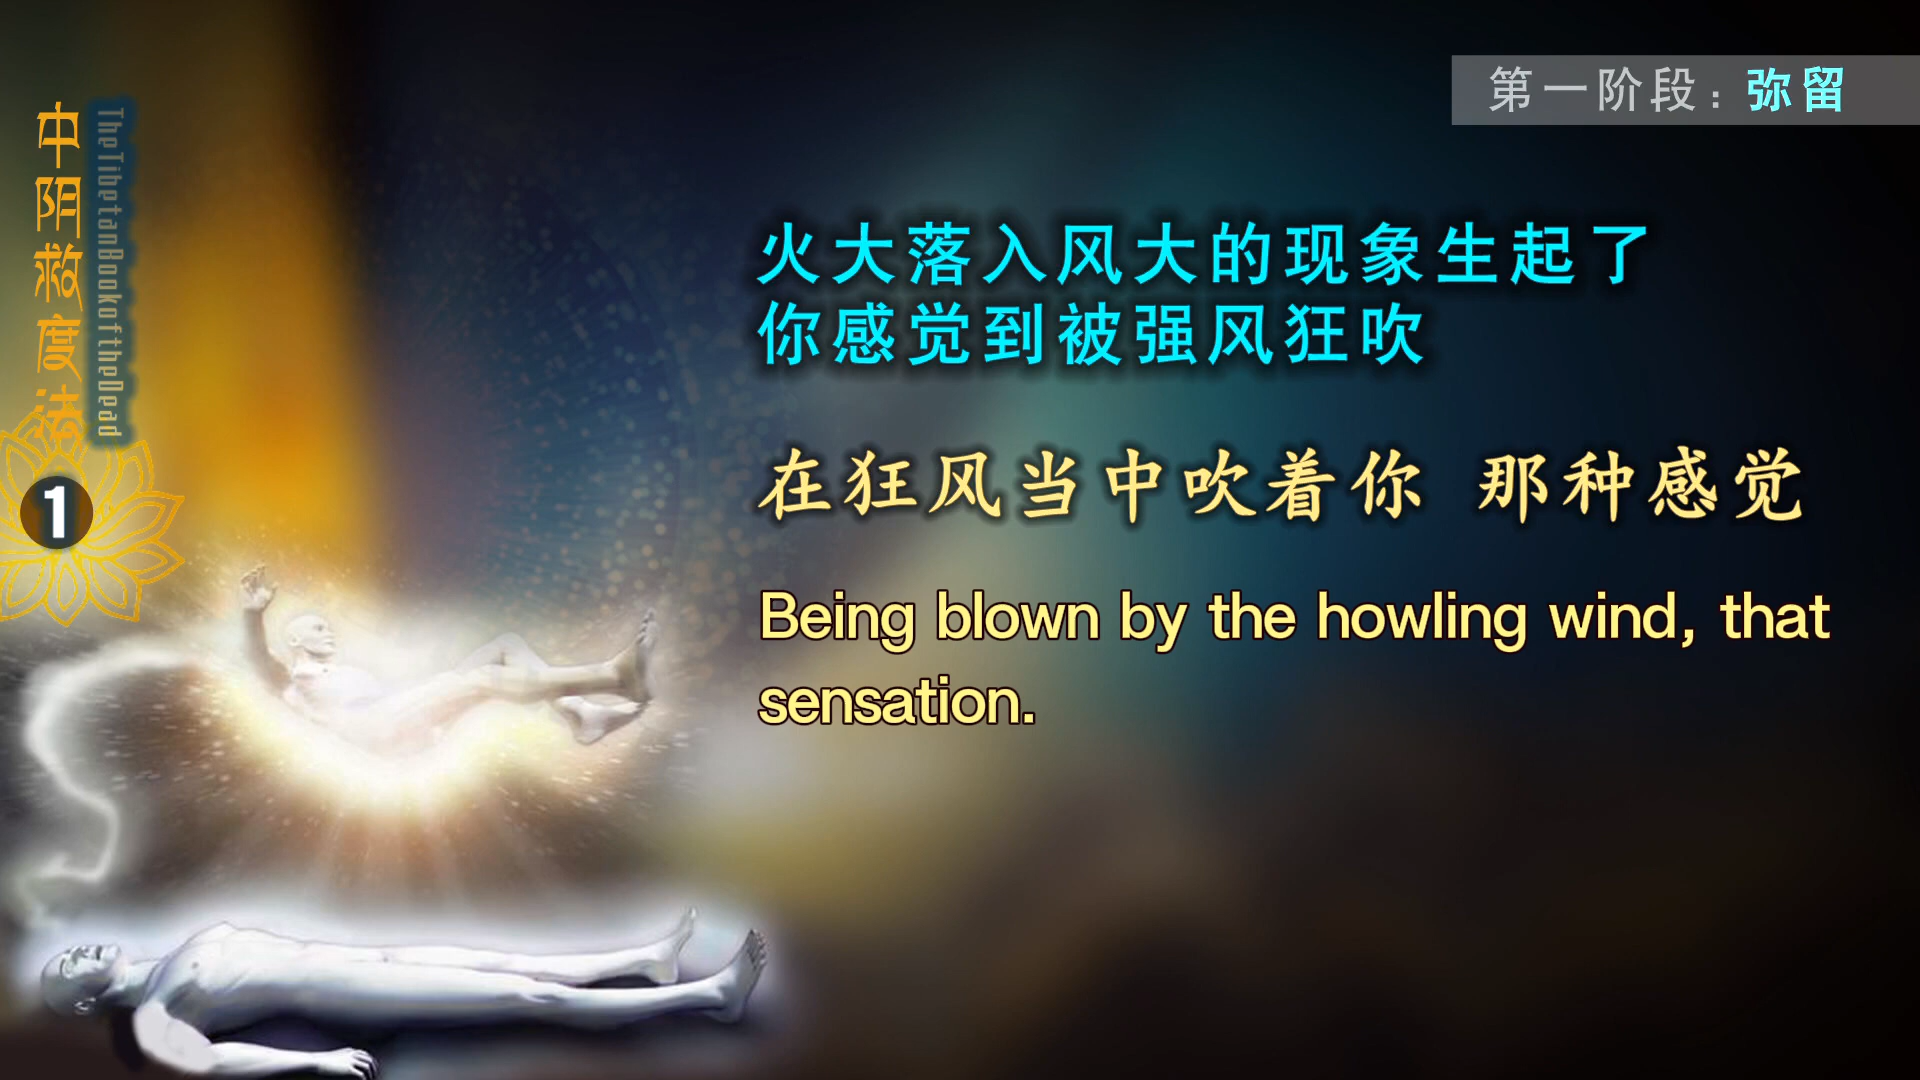 第一阶段：弥留
中阴救度法
TheTibetanBookoftheDead
1
火大落入风大的现象生起了
你感觉到被强风狂吹
在狂风当中吹着你 那种感觉
Being blown by the howling wind, that
sensation.